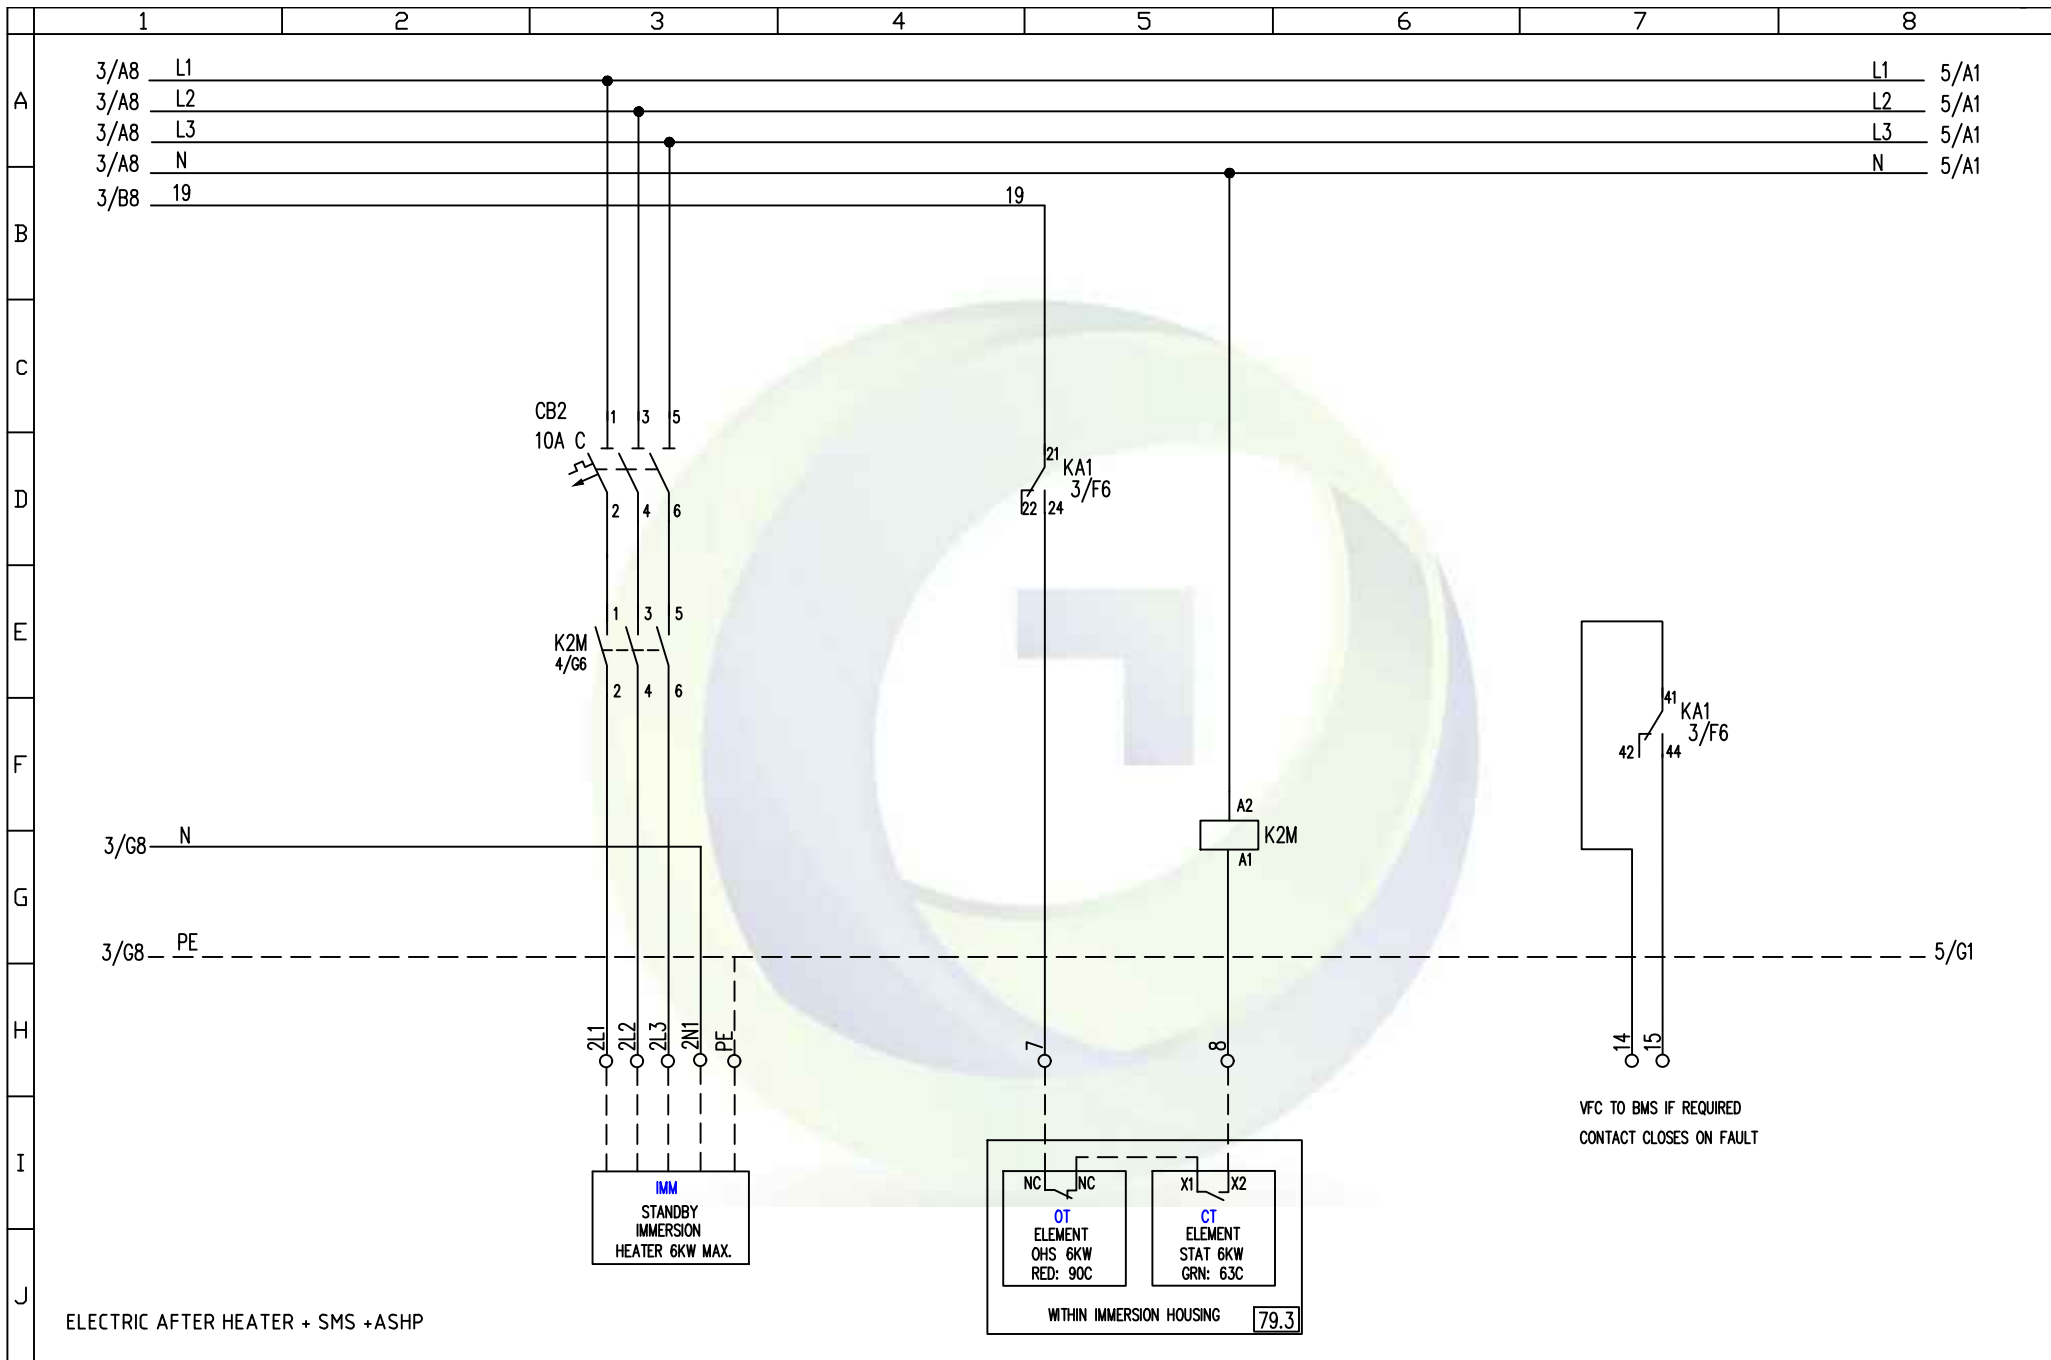 1 2 3 4 5 6 7 8
A
B
C
D
E
F
G
H
I
J
3/A8 L1 L1 5/A1
3/A8 L2 L2 5/A1
3/A8 L3 L3 5/A1
3/A8 N N 5/A1
3/B8 19 19
CB2 1 3 5
10A C
2 4 6
21
KA1
3/F6
22 24
1 3 5
K2M
4/G6
2 4 6
41
KA1
3/F6
42 44
A2
K2M
A1
3/G8 N
3/G8 PE 5/G1
2L1 2L2 2L3 2N1 PE 7 8 14 15
VFC TO BMS IF REQUIRED
CONTACT CLOSES ON FAULT
IMM
STANDBY
IMMERSION
HEATER 6KW MAX.
NC NC
OT
ELEMENT
OHS 6KW
RED: 90C
X1 X2
CT
ELEMENT
STAT 6KW
GRN: 63C
WITHIN IMMERSION HOUSING 79.3
ELECTRIC AFTER HEATER + SMS +ASHP